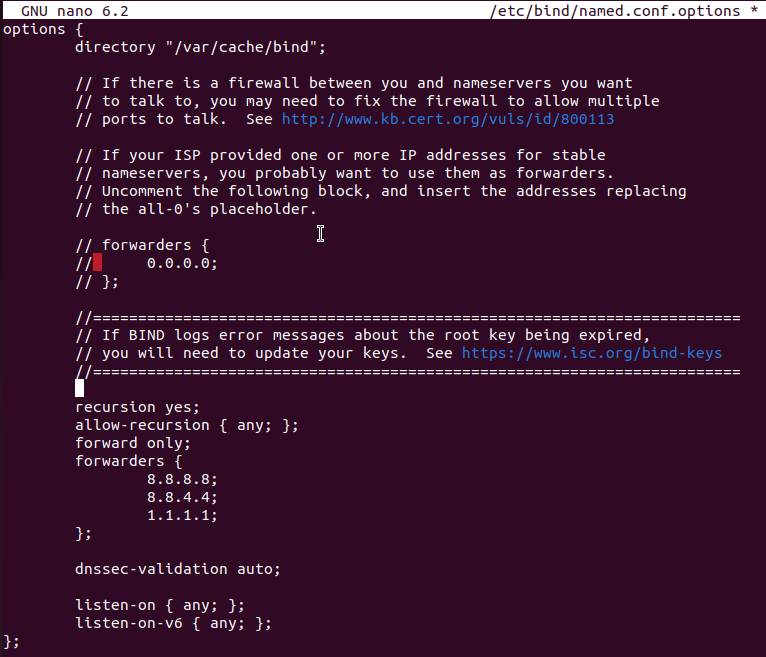 GNU nano 6.2 /etc/bind/named.conf.options *
options {
directory "/var/cache/bind";
// If there is a firewall between you and nameservers you want
// to talk to, you may need to fix the firewall to allow multiple
// ports to talk.  See http://www.kb.cert.org/vuls/id/800113
// If your ISP provided one or more IP addresses for stable
// nameservers, you probably want to use them as forwarders.
// Uncomment the following block, and insert the addresses replacing
// the all-0's placeholder.
// forwarders {
//      0.0.0.0;
// };
//========================================================================
// If BIND logs error messages about the root key being expired,
// you will need to update your keys.  See https://www.isc.org/bind-keys
//========================================================================
recursion yes;
allow-recursion { any; };
forward only;
forwarders {
8.8.8.8;
8.8.4.4;
1.1.1.1;
};
dnssec-validation auto;
listen-on { any; };
listen-on-v6 { any; };
};